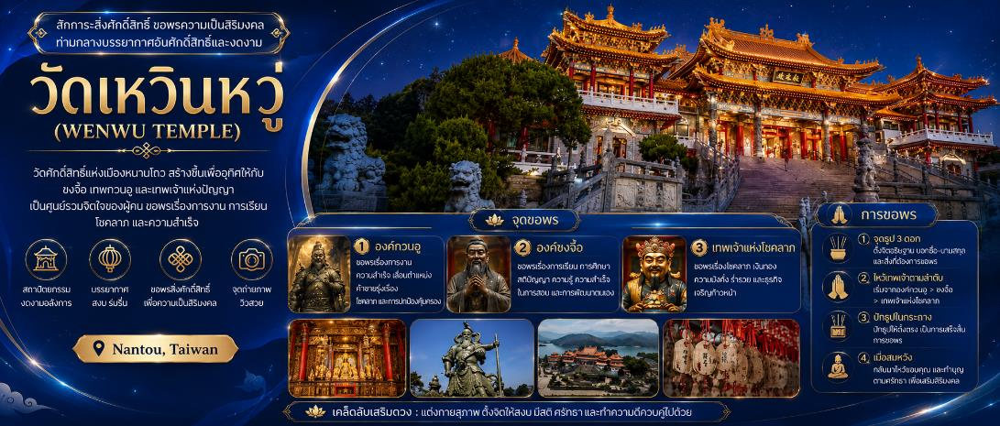 สักการะสิ่งศักดิ์สิทธิ์ ขอพรความเป็นสิริมงคล
ท่ามกลางบรรยากาศอันศักดิ์สิทธิ์และงดงาม
วัดเหวินหวู่
(WENWU TEMPLE)
วัดศักดิ์สิทธิ์แห่งเมืองหนานโถว สร้างขึ้นเพื่ออุทิศให้กับ
ขงจื้อ เทพกวนอู และเทพเจ้าแห่งปัญญา
เป็นศูนย์รวมจิตใจของผู้คน ขอพรเรื่องการงาน การเรียน
โชคลาภ และความสำเร็จ
สถาปัตยกรรม
งดงามอลังการ
บรรยากาศ
สงบ ร่มรื่น
ขอพรสิ่งศักดิ์สิทธิ์
เพื่อความเป็นสิริมงคล
จุดถ่ายภาพ
วิวสวย
Nantou, Taiwan
จุดขอพร
1 องค์กวนอู
ขอพรเรื่องการงาน
ความสำเร็จ เลื่อนตำแหน่ง
ค้าขายรุ่งเรือง
โชคลาภ และการปกป้องคุ้มครอง
2 องค์ขงจื้อ
ขอพรเรื่องการเรียน การศึกษา
สติปัญญา ความรู้ ความสำเร็จ
ในการสอบ และการพัฒนาตนเอง
3 เทพเจ้าแห่งโชคลาภ
ขอพรเรื่องโชคลาภ เงินทอง
ความมั่งคั่ง ร่ำรวย และธุรกิจ
เจริญก้าวหน้า
การขอพร
1. จุดธูป 3 ดอก
ตั้งจิตอธิษฐาน บอกชื่อ-นามสกุล
และสิ่งที่ต้องการขอพร
2. ไหว้เทพเจ้าตามลำดับ
เริ่มจากองค์กวนอู > ขงจื้อ
> เทพเจ้าแห่งโชคลาภ
3. ปักธูปในกระถาง
ปักธูปให้ตั้งตรง เป็นการเสร็จสิ้น
การขอพร
4. เมื่อสมหวัง
กลับมาไหว้ขอบคุณ และทำบุญ
ตามศรัทธา เพื่อเสริมสิริมงคล
เคล็ดลับเสริมดวง : แต่งกายสุภาพ ตั้งจิตให้สงบ มีสติ ศรัทธา และทำความดีควบคู่ไปด้วย